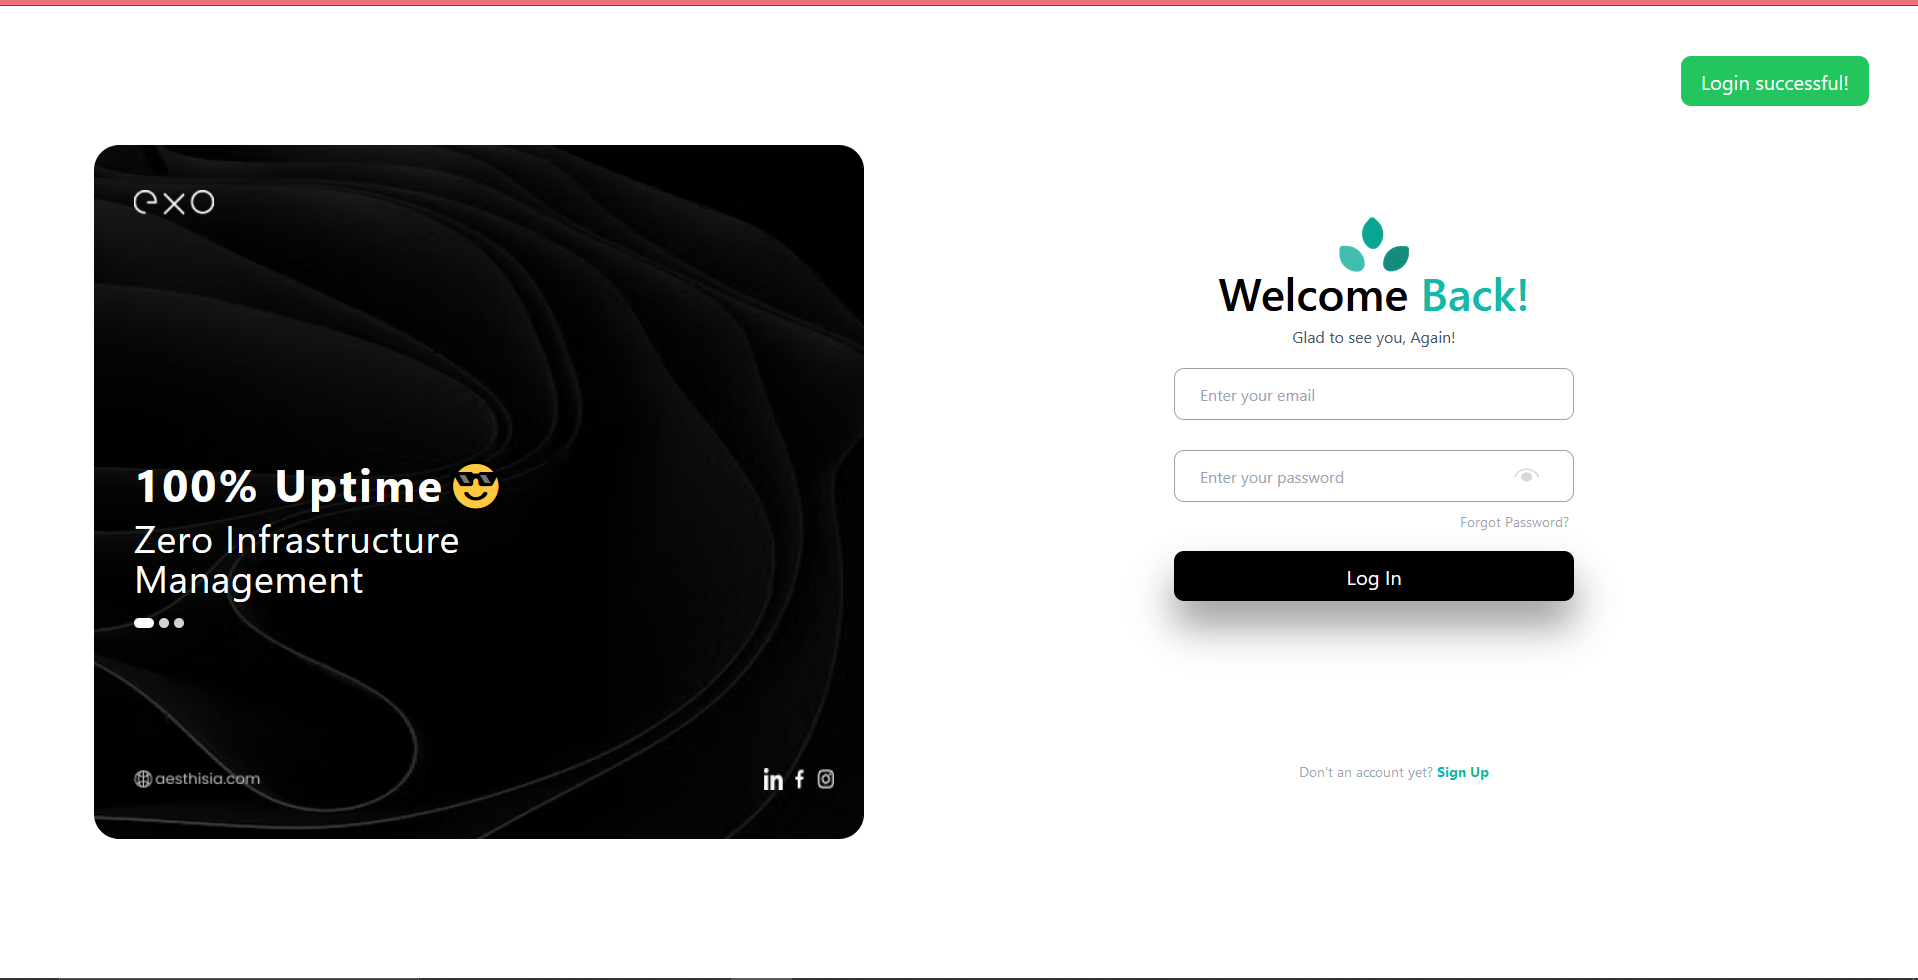 Login successful!
exo
100% Uptime 😎
Zero Infrastructure
Management
aesthisia.com
Welcome Back!
Glad to see you, Again!
Enter your email
Enter your password
Forgot Password?
Log In
Don't an account yet? Sign Up